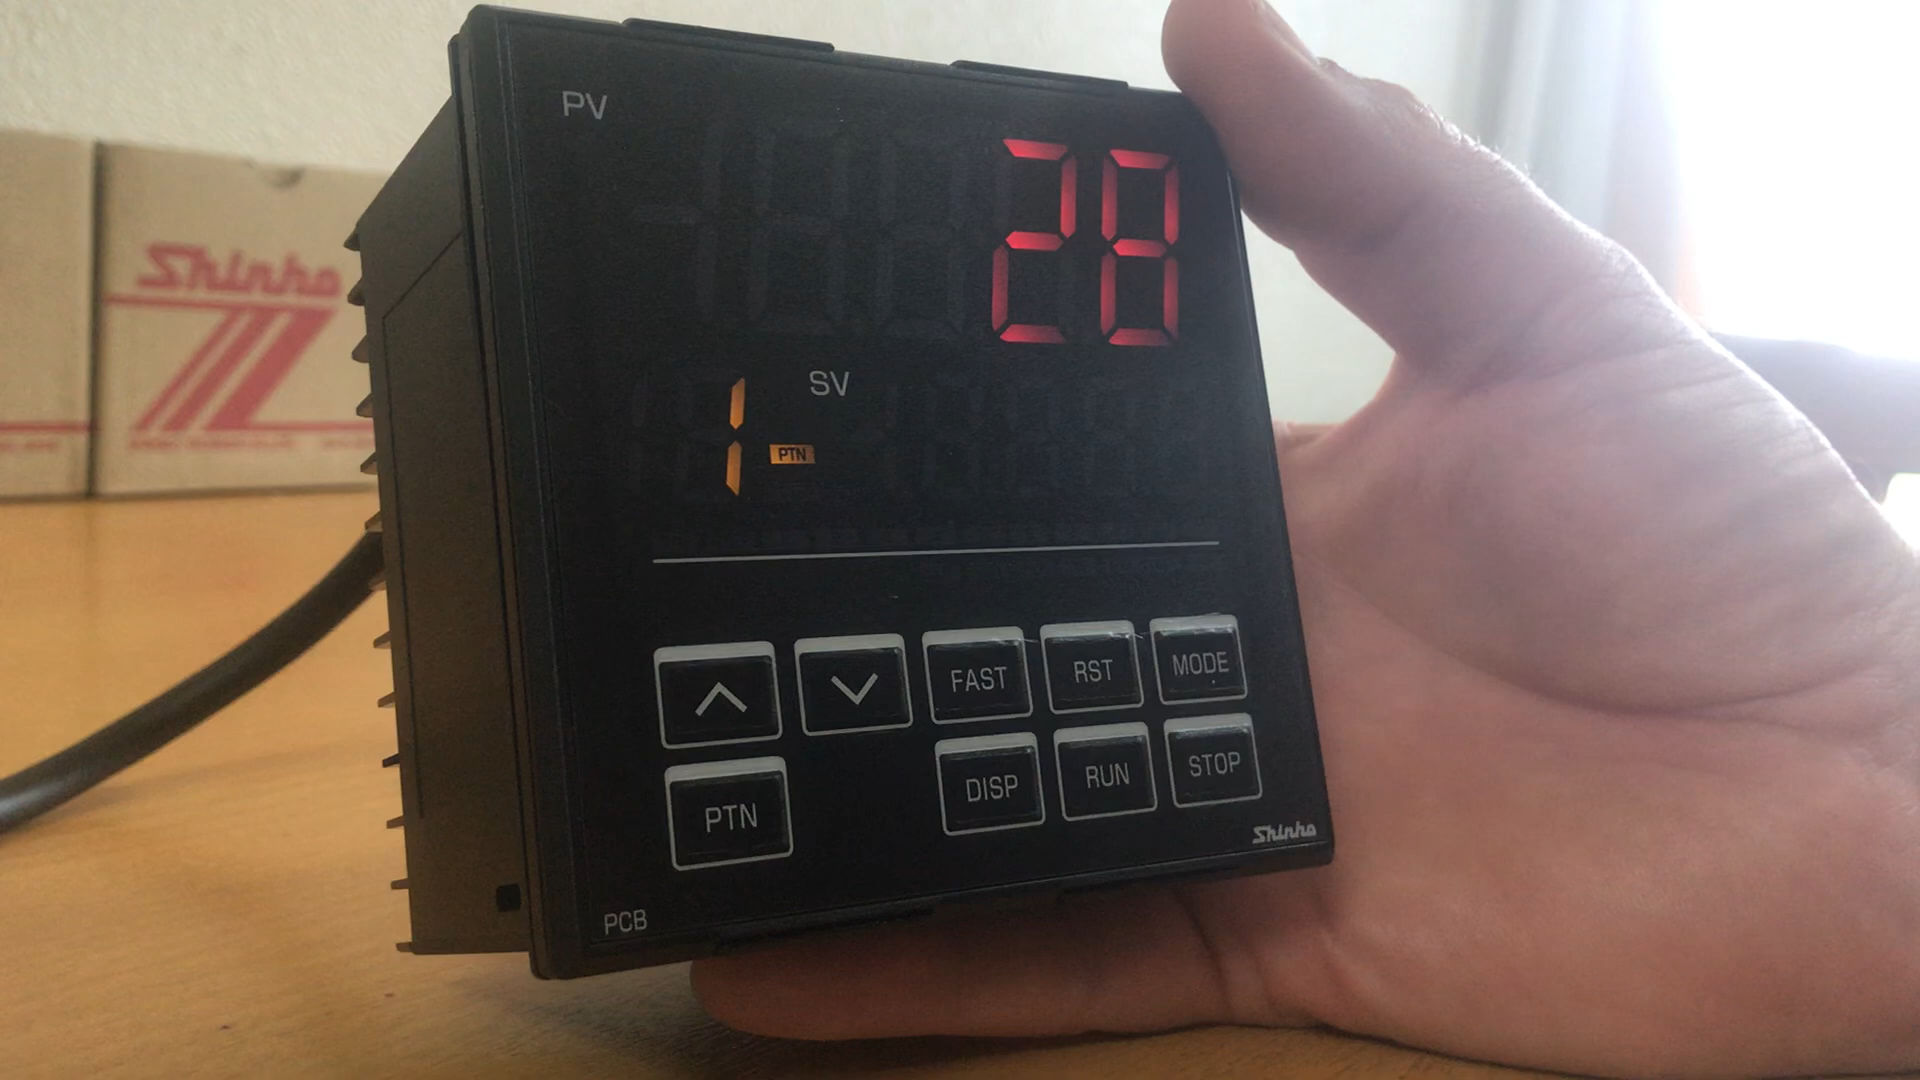 PV
28
SV
1
PTN
FAST
RST
MODE
PTN
DISP
RUN
STOP
Shinko
PCB
Shinko